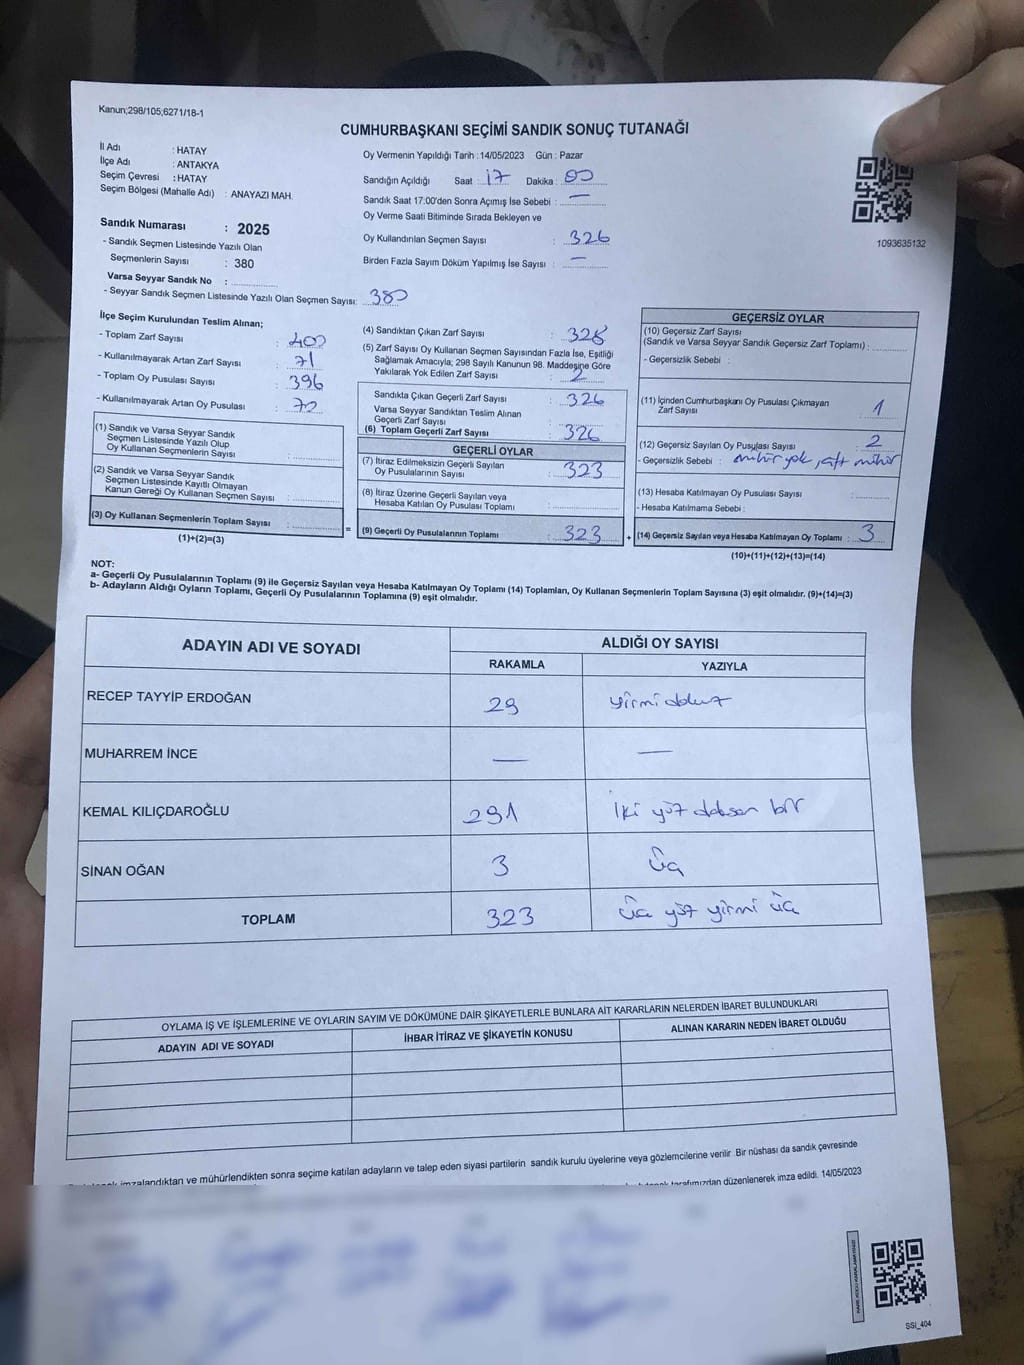 Kanun;298/105;6271/18-1
CUMHURBAŞKANI SEÇİMİ SANDIK SONUÇ TUTANAĞI
İl Adı : HATAY
İlçe Adı : ANTAKYA
Seçim Çevresi : HATAY
Seçim Bölgesi (Mahalle Adı) : ANAYAZI MAH.
Oy Vermenin Yapıldığı Tarih : 14/05/2023 Gün : Pazar
Sandığın Açıldığı Saat : 17 Dakika : 00
Sandık Saat 17:00'den Sonra Açımış İse Sebebi : —
Oy Verme Saati Bitiminde Sırada Bekleyen ve
Oy Kullandırılan Seçmen Sayısı : 326
Birden Fazla Sayım Döküm Yapılmış İse Sayısı : —
1093635132
Sandık Numarası : 2025
- Sandık Seçmen Listesinde Yazılı Olan
Seçmenlerin Sayısı : 380
Varsa Seyyar Sandık No :
- Seyyar Sandık Seçmen Listesinde Yazılı Olan Seçmen Sayısı: 380
İlçe Seçim Kurulundan Teslim Alınan;
- Toplam Zarf Sayısı : 400
- Kullanılmayarak Artan Zarf Sayısı : 71
- Toplam Oy Pusulası Sayısı : 396
- Kullanılmayarak Artan Oy Pusulası : 70
(1) Sandık ve Varsa Seyyar Sandık
Seçmen Listesinde Yazılı Olup
Oy Kullanan Seçmenlerin Sayısı :
(2) Sandık ve Varsa Seyyar Sandık
Seçmen Listesinde Kayıtlı Olmayan
Kanun Gereği Oy Kullanan Seçmen Sayısı :
(3) Oy Kullanan Seçmenlerin Toplam Sayısı :
(1)+(2)=(3)
(4) Sandıktan Çıkan Zarf Sayısı : 328
(5) Zarf Sayısı Oy Kullanan Seçmen Sayısından Fazla İse, Eşitliği
Sağlamak Amacıyla; 298 Sayılı Kanunun 98. Maddesine Göre
Yakılarak Yok Edilen Zarf Sayısı : 2
Sandıkta Çıkan Geçerli Zarf Sayısı : 326
Varsa Seyyar Sandıktan Teslim Alınan
Geçerli Zarf Sayısı :
(6) Toplam Geçerli Zarf Sayısı : 326
GEÇERLİ OYLAR
(7) İtiraz Edilmeksizin Geçerli Sayılan
Oy Pusulalarının Sayısı : 323
(8) İtiraz Üzerine Geçerli Sayılan veya
Hesaba Katılan Oy Pusulası Toplamı :
= (9) Geçerli Oy Pusulalarının Toplamı : 323 +
GEÇERSİZ OYLAR
(10) Geçersiz Zarf Sayısı
(Sandık ve Varsa Seyyar Sandık Geçersiz Zarf Toplamı) :
- Geçersizlik Sebebi :
(11) İçinden Cumhurbaşkanı Oy Pusulası Çıkmayan
Zarf Sayısı : 1
(12) Geçersiz Sayılan Oy Pusulası Sayısı : 2
- Geçersizlik Sebebi : mühür yok, çift mühür
(13) Hesaba Katılmayan Oy Pusulası Sayısı :
- Hesaba Katılmama Sebebi :
(14) Geçersiz Sayılan veya Hesaba Katılmayan Oy Toplamı : 3
(10)+(11)+(12)+(13)=(14)
NOT:
a- Geçerli Oy Pusulalarının Toplamı (9) ile Geçersiz Sayılan veya Hesaba Katılmayan Oy Toplamı (14) Toplamları, Oy Kullanan Seçmenlerin Toplam Sayısına (3) eşit olmalıdır. (9)+(14)=(3)
b- Adayların Aldığı Oyların Toplamı, Geçerli Oy Pusulalarının Toplamına (9) eşit olmalıdır.
ADAYIN ADI VE SOYADI ALDIĞI OY SAYISI
RAKAMLA YAZIYLA
RECEP TAYYİP ERDOĞAN 29 yirmi dokuz
MUHARREM İNCE — —
KEMAL KILIÇDAROĞLU 291 iki yüz doksan bir
SİNAN OĞAN 3 üç
TOPLAM 323 üç yüz yirmi üç
OYLAMA İŞ VE İŞLEMLERİNE VE OYLARIN SAYIM VE DÖKÜMÜNE DAİR ŞİKAYETLERLE BUNLARA AİT KARARLARIN NELERDEN İBARET BULUNDUKLARI
ADAYIN ADI VE SOYADI İHBAR İTİRAZ VE ŞİKAYETİN KONUSU ALINAN KARARIN NEDEN İBARET OLDUĞU
imzalandıktan ve mühürlendikten sonra seçime katılan adayların ve talep eden siyasi partilerin sandık kurulu üyelerine veya gözlemcilerine verilir. Bir nüshası da sandık çevresinde
tarafımızdan düzenlenerek imza edildi. 14/05/2023
SSI_404